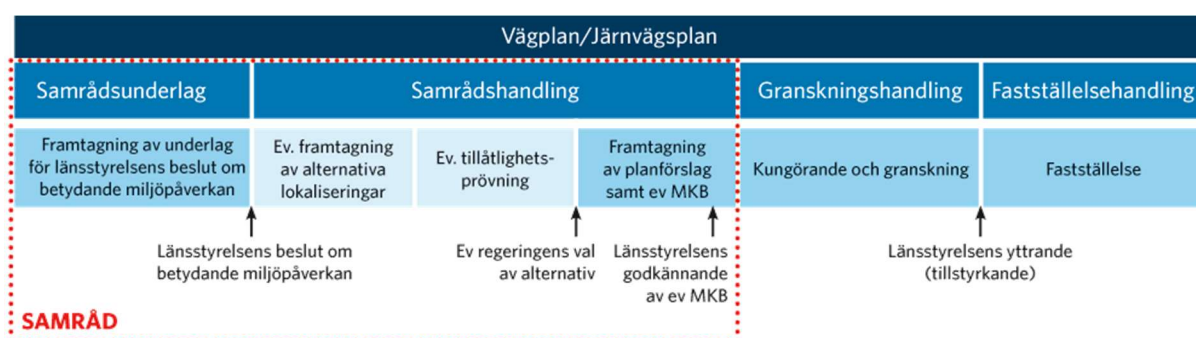 Vägplan/Järnvägsplan
Samrådsunderlag
Samrådshandling
Granskningshandling
Fastställelsehandling
Framtagning av underlag
för länsstyrelsens beslut om
betydande miljöpåverkan
Ev. framtagning
av alternativa
lokaliseringar
Ev. tillåtlighets-
prövning
Framtagning
av planförslag
samt ev MKB
Kungörande och granskning
Fastställelse
Länsstyrelsens beslut om
betydande miljöpåverkan
Ev regeringens val
av alternativ
Länsstyrelsens
godkännande
av ev MKB
Länsstyrelsens yttrande
(tillstyrkande)
SAMRÅD